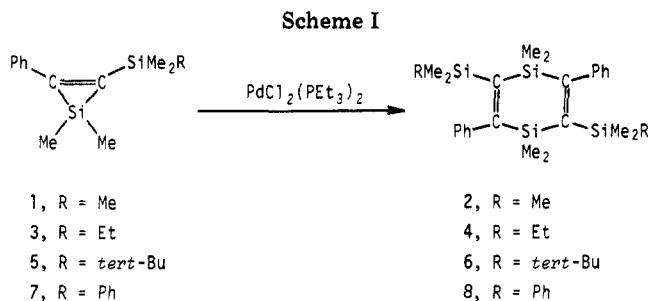 Scheme I
Ph
SiMe₂R
C
C
Si
Me
Me
PdCl₂(PEt₃)₂
Me₂
RMe₂Si
Si
Ph
C
C
C
C
Ph
Si
SiMe₂R
Me₂
1, R = Me
2, R = Me
3, R = Et
4, R = Et
5, R = tert-Bu
6, R = tert-Bu
7, R = Ph
8, R = Ph